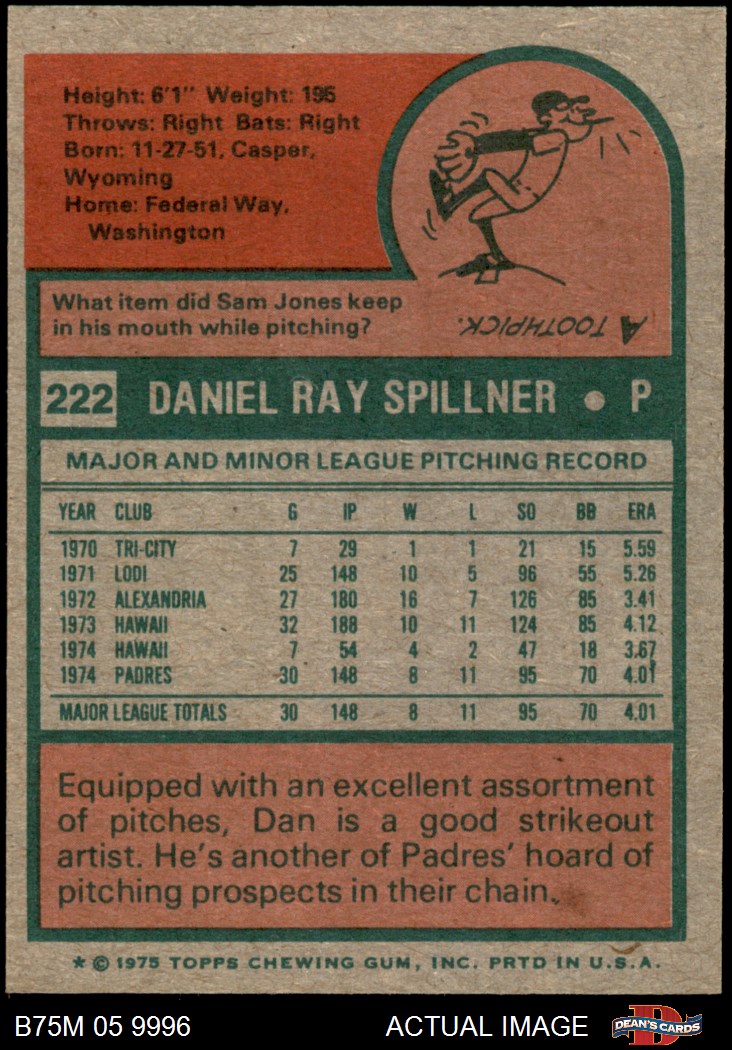 Height: 6'1" Weight: 195
Throws: Right Bats: Right
Born: 11-27-51, Casper,
Wyoming
Home: Federal Way,
Washington
What item did Sam Jones keep
in his mouth while pitching?
A TOOTHPICK.
222 DANIEL RAY SPILLNER • P
MAJOR AND MINOR LEAGUE PITCHING RECORD
YEAR CLUB G IP W L SO BB ERA
1970 TRI-CITY 7 29 1 1 21 15 5.59
1971 LODI 25 148 10 5 96 55 5.26
1972 ALEXANDRIA 27 180 16 7 126 85 3.41
1973 HAWAII 32 188 10 11 124 85 4.12
1974 HAWAII 7 54 4 2 47 18 3.67
1974 PADRES 30 148 8 11 95 70 4.01
MAJOR LEAGUE TOTALS 30 148 8 11 95 70 4.01
Equipped with an excellent assortment
of pitches, Dan is a good strikeout
artist. He's another of Padres' hoard of
pitching prospects in their chain.
* © 1975 TOPPS CHEWING GUM, INC. PRTD IN U.S.A.
B75M 05 9996 ACTUAL IMAGE D DEAN'S CARDS